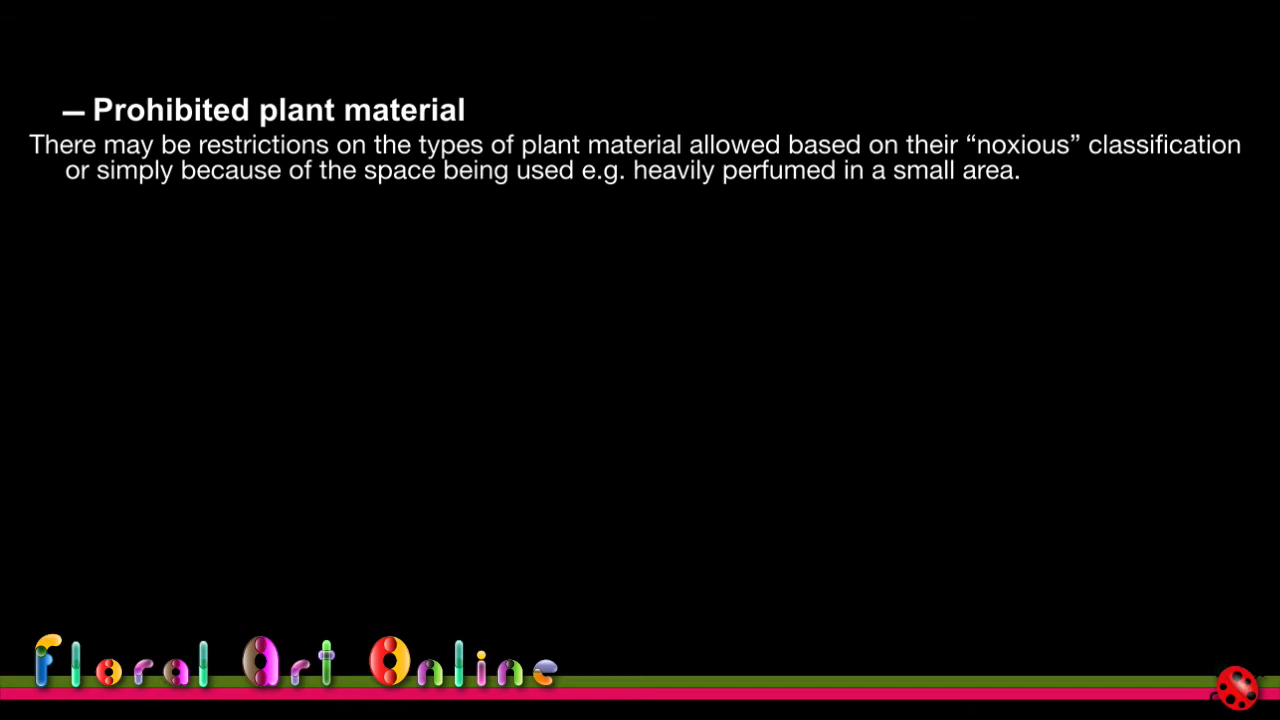 – Prohibited plant material
There may be restrictions on the types of plant material allowed based on their “noxious” classification
or simply because of the space being used e.g. heavily perfumed in a small area.
Floral Art Online